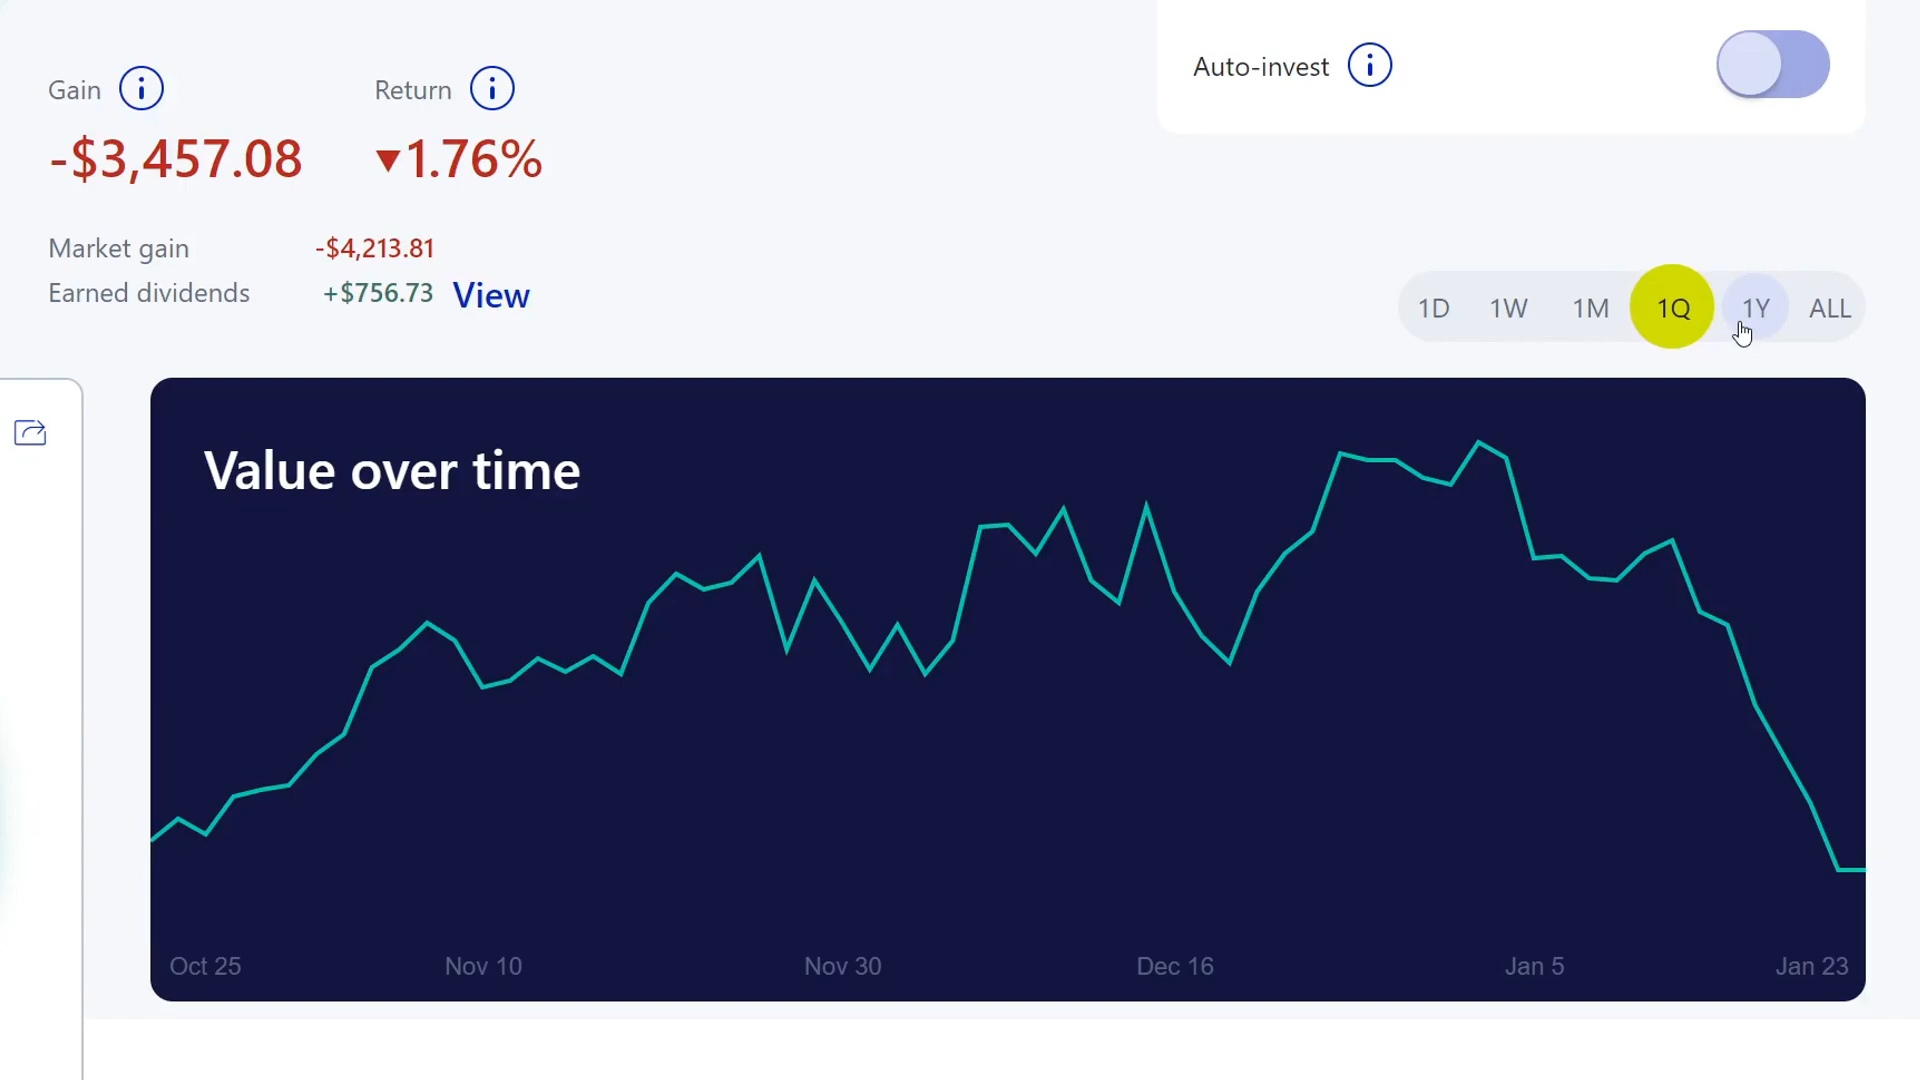 Auto-invest
Gain Return
-$3,457.08 ▼1.76%
Market gain -$4,213.81
Earned dividends +$756.73 View
1D 1W 1M 1Q 1Y ALL
Value over time
Oct 25 Nov 10 Nov 30 Dec 16 Jan 5 Jan 23